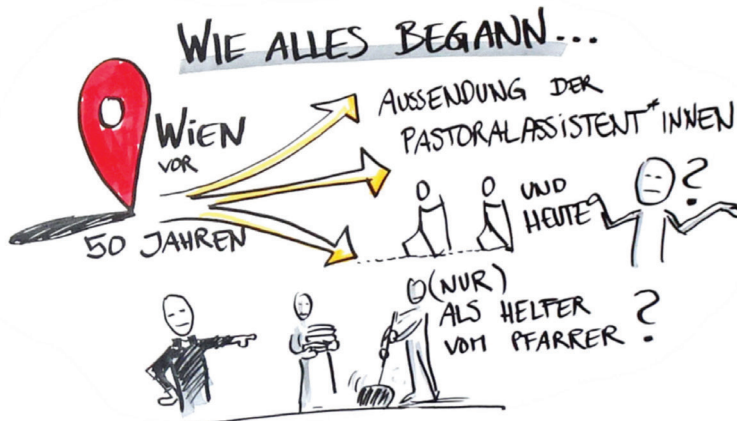 WIE ALLES BEGANN...
WIEN
VOR
50 JAHREN
AUSSENDUNG DER
PASTORALASSISTENT*INNEN
UND
HEUTE
?
(NUR)
ALS HELFER
VOM PFARRER ?